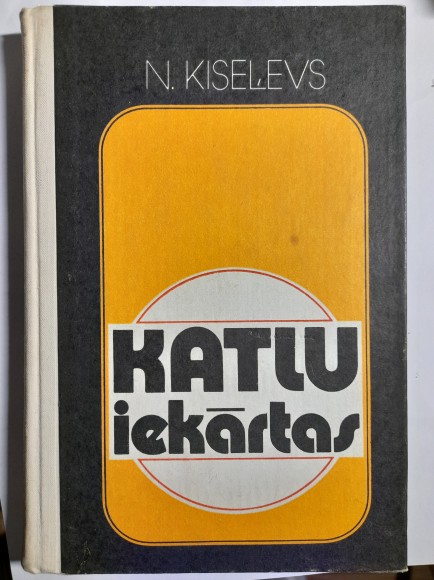 N. KISEĻEVS
KATLU
iekārtas